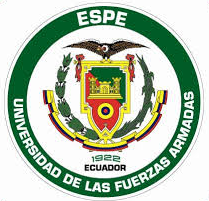 ESPE
1922
ECUADOR
UNIVERSIDAD DE LAS FUERZAS ARMADAS